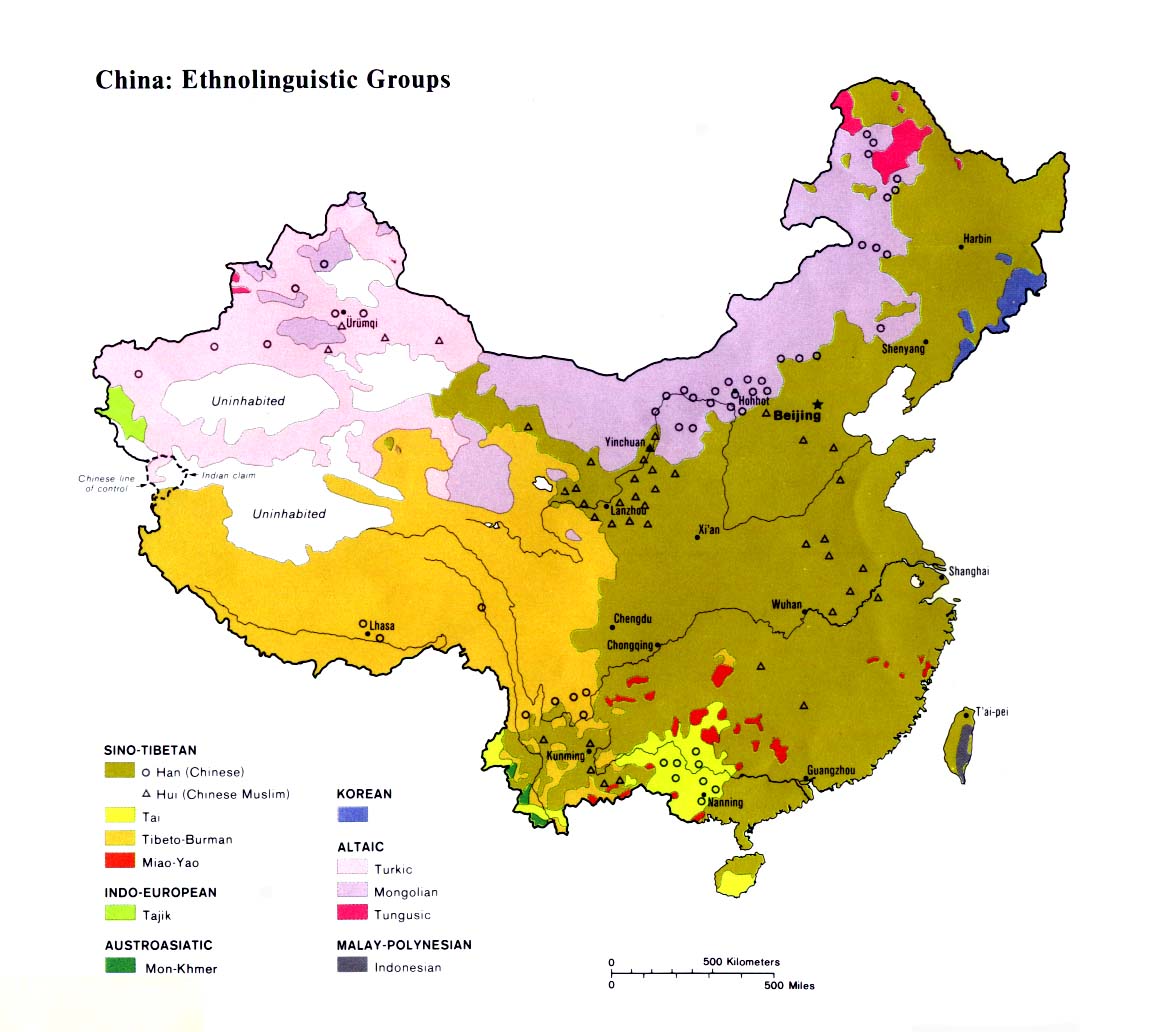 China: Ethnolinguistic Groups
Harbin
Ürümqi
Shenyang
Uninhabited
Hohhot
Beijing
Yinchuan
Chinese line
of control
Indian claim
Uninhabited
Lanzhou
Xi'an
Shanghai
Wuhan
Chengdu
Lhasa
Chongqing
T'ai-pei
Kunming
Guangzhou
Nanning
SINO-TIBETAN
Han (Chinese)
Hui (Chinese Muslim)
Tai
Tibeto-Burman
Miao-Yao
INDO-EUROPEAN
Tajik
AUSTROASIATIC
Mon-Khmer
KOREAN
ALTAIC
Turkic
Mongolian
Tungusic
MALAY-POLYNESIAN
Indonesian
0 500 Kilometers
0 500 Miles